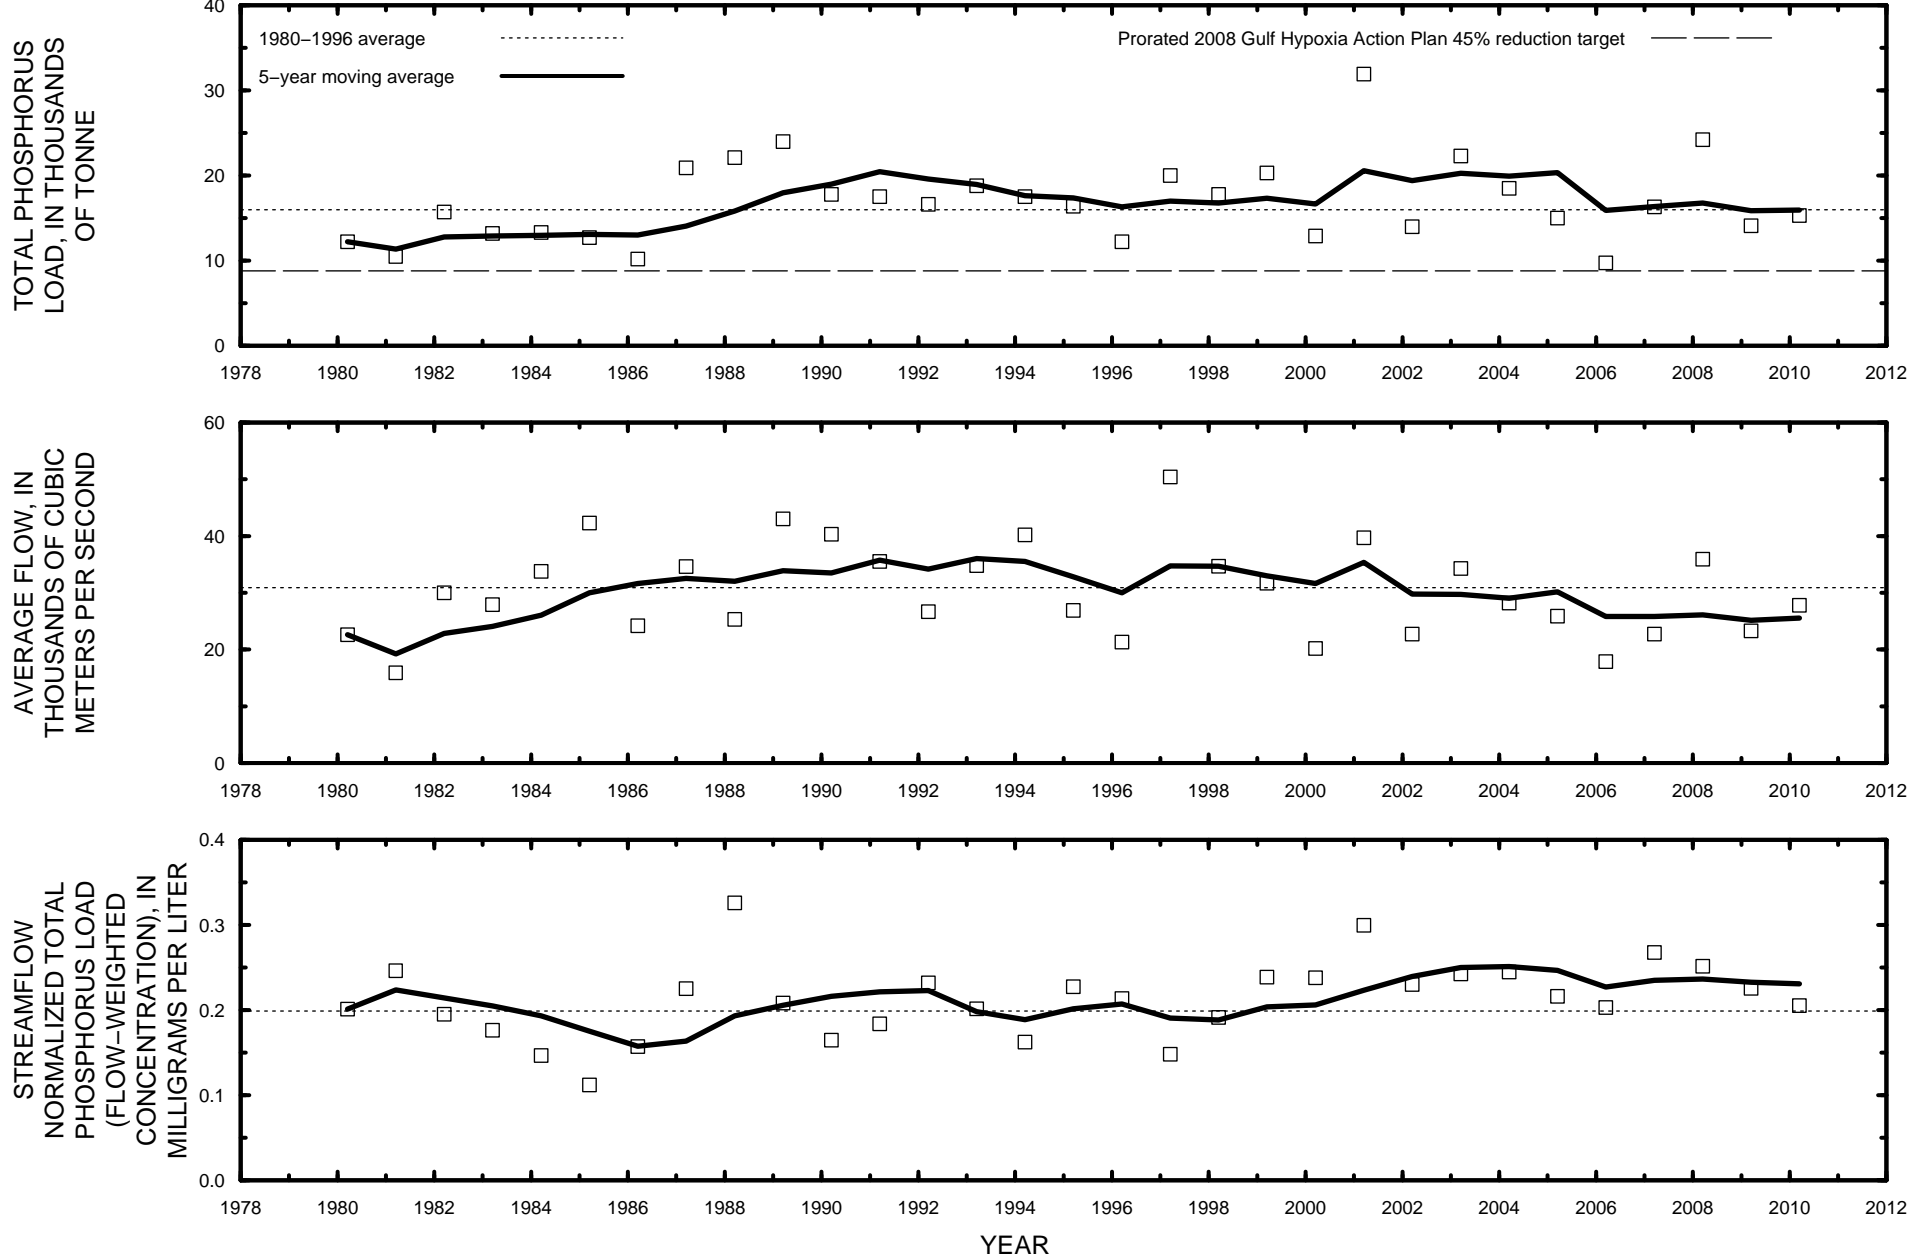 TOTAL PHOSPHORUS
LOAD, IN THOUSANDS
OF TONNE
40
30
20
10
0
1980−1996 average
5−year moving average
Prorated 2008 Gulf Hypoxia Action Plan 45% reduction target
1978 1980 1982 1984 1986 1988 1990 1992 1994 1996 1998 2000 2002 2004 2006 2008 2010 2012
AVERAGE FLOW, IN
THOUSANDS OF CUBIC
METERS PER SECOND
60
40
20
0
1978 1980 1982 1984 1986 1988 1990 1992 1994 1996 1998 2000 2002 2004 2006 2008 2010 2012
STREAMFLOW
NORMALIZED TOTAL
PHOSPHORUS LOAD
(FLOW−WEIGHTED
CONCENTRATION), IN
MILLIGRAMS PER LITER
0.4
0.3
0.2
0.1
0.0
1978 1980 1982 1984 1986 1988 1990 1992 1994 1996 1998 2000 2002 2004 2006 2008 2010 2012
YEAR